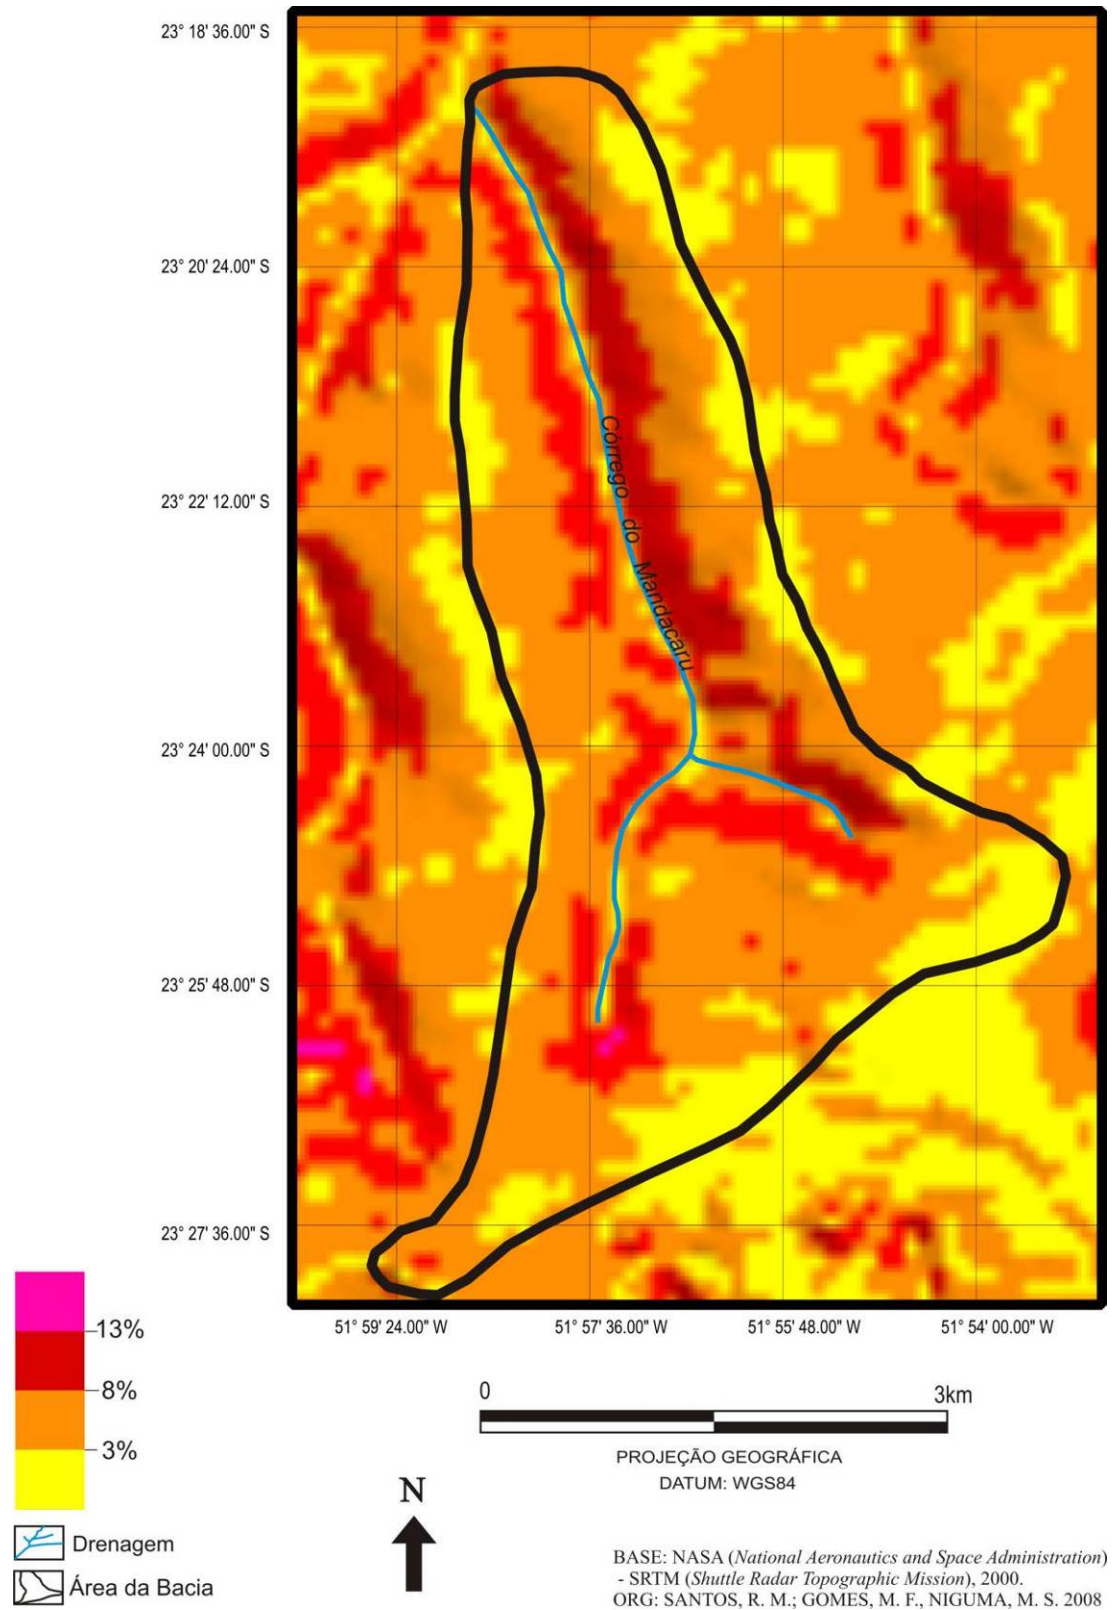 23° 18' 36.00" S
23° 20' 24.00" S
23° 22' 12.00" S
23° 24' 00.00" S
23° 25' 48.00" S
23° 27' 36.00" S
Córrego do Mandacaru
51° 59' 24.00" W
51° 57' 36.00" W
51° 55' 48.00" W
51° 54' 00.00" W
13%
8%
3%
Drenagem
Área da Bacia
0
3km
PROJEÇÃO GEOGRÁFICA
DATUM: WGS84
N
BASE: NASA (National Aeronautics and Space Administration)
- SRTM (Shuttle Radar Topographic Mission), 2000.
ORG: SANTOS, R. M.; GOMES, M. F., NIGUMA, M. S. 2008